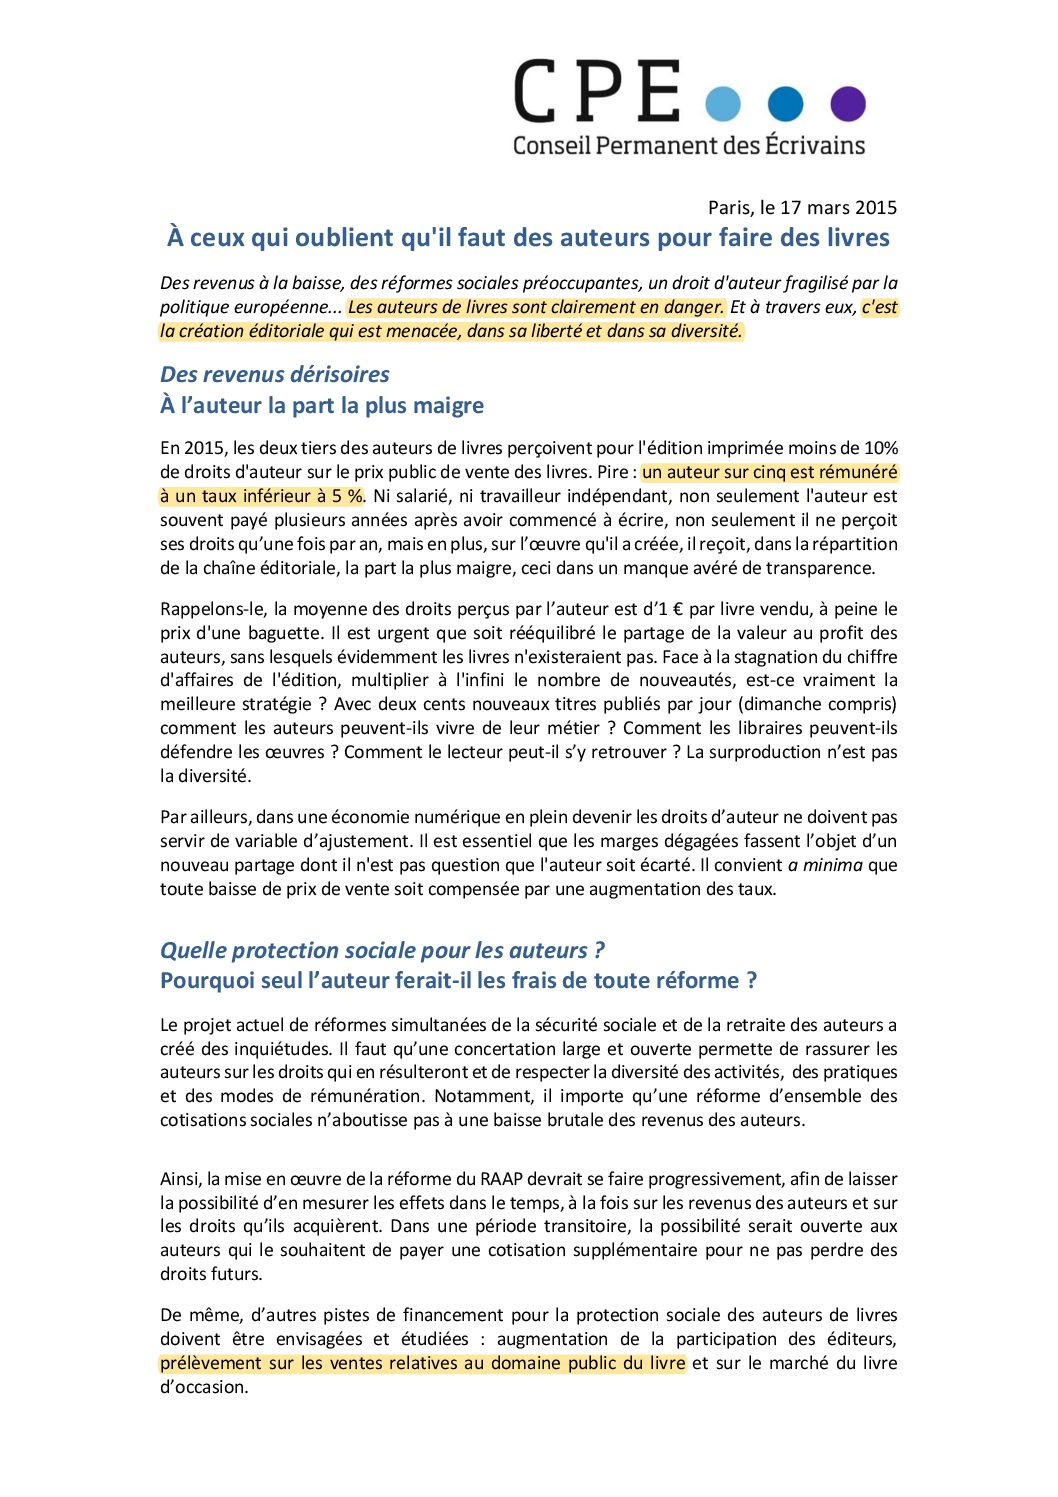 CPE
Conseil Permanent des Écrivains
Paris, le 17 mars 2015
À ceux qui oublient qu'il faut des auteurs pour faire des livres
Des revenus à la baisse, des réformes sociales préoccupantes, un droit d'auteur fragilisé par la
politique européenne... Les auteurs de livres sont clairement en danger. Et à travers eux, c'est
la création éditoriale qui est menacée, dans sa liberté et dans sa diversité.
Des revenus dérisoires
À l’auteur la part la plus maigre
En 2015, les deux tiers des auteurs de livres perçoivent pour l'édition imprimée moins de 10%
de droits d'auteur sur le prix public de vente des livres. Pire : un auteur sur cinq est rémunéré
à un taux inférieur à 5 %. Ni salarié, ni travailleur indépendant, non seulement l'auteur est
souvent payé plusieurs années après avoir commencé à écrire, non seulement il ne perçoit
ses droits qu’une fois par an, mais en plus, sur l’œuvre qu'il a créée, il reçoit, dans la répartition
de la chaîne éditoriale, la part la plus maigre, ceci dans un manque avéré de transparence.
Rappelons-le, la moyenne des droits perçus par l’auteur est d’1 € par livre vendu, à peine le
prix d'une baguette. Il est urgent que soit rééquilibré le partage de la valeur au profit des
auteurs, sans lesquels évidemment les livres n'existeraient pas. Face à la stagnation du chiffre
d'affaires de l'édition, multiplier à l'infini le nombre de nouveautés, est-ce vraiment la
meilleure stratégie ? Avec deux cents nouveaux titres publiés par jour (dimanche compris)
comment les auteurs peuvent-ils vivre de leur métier ? Comment les libraires peuvent-ils
défendre les œuvres ? Comment le lecteur peut-il s’y retrouver ? La surproduction n’est pas
la diversité.
Par ailleurs, dans une économie numérique en plein devenir les droits d’auteur ne doivent pas
servir de variable d’ajustement. Il est essentiel que les marges dégagées fassent l’objet d’un
nouveau partage dont il n'est pas question que l'auteur soit écarté. Il convient a minima que
toute baisse de prix de vente soit compensée par une augmentation des taux.
Quelle protection sociale pour les auteurs ?
Pourquoi seul l’auteur ferait-il les frais de toute réforme ?
Le projet actuel de réformes simultanées de la sécurité sociale et de la retraite des auteurs a
créé des inquiétudes. Il faut qu’une concertation large et ouverte permette de rassurer les
auteurs sur les droits qui en résulteront et de respecter la diversité des activités, des pratiques
et des modes de rémunération. Notamment, il importe qu’une réforme d’ensemble des
cotisations sociales n’aboutisse pas à une baisse brutale des revenus des auteurs.
Ainsi, la mise en œuvre de la réforme du RAAP devrait se faire progressivement, afin de laisser
la possibilité d’en mesurer les effets dans le temps, à la fois sur les revenus des auteurs et sur
les droits qu’ils acquièrent. Dans une période transitoire, la possibilité serait ouverte aux
auteurs qui le souhaitent de payer une cotisation supplémentaire pour ne pas perdre des
droits futurs.
De même, d’autres pistes de financement pour la protection sociale des auteurs de livres
doivent être envisagées et étudiées : augmentation de la participation des éditeurs,
prélèvement sur les ventes relatives au domaine public du livre et sur le marché du livre
d’occasion.